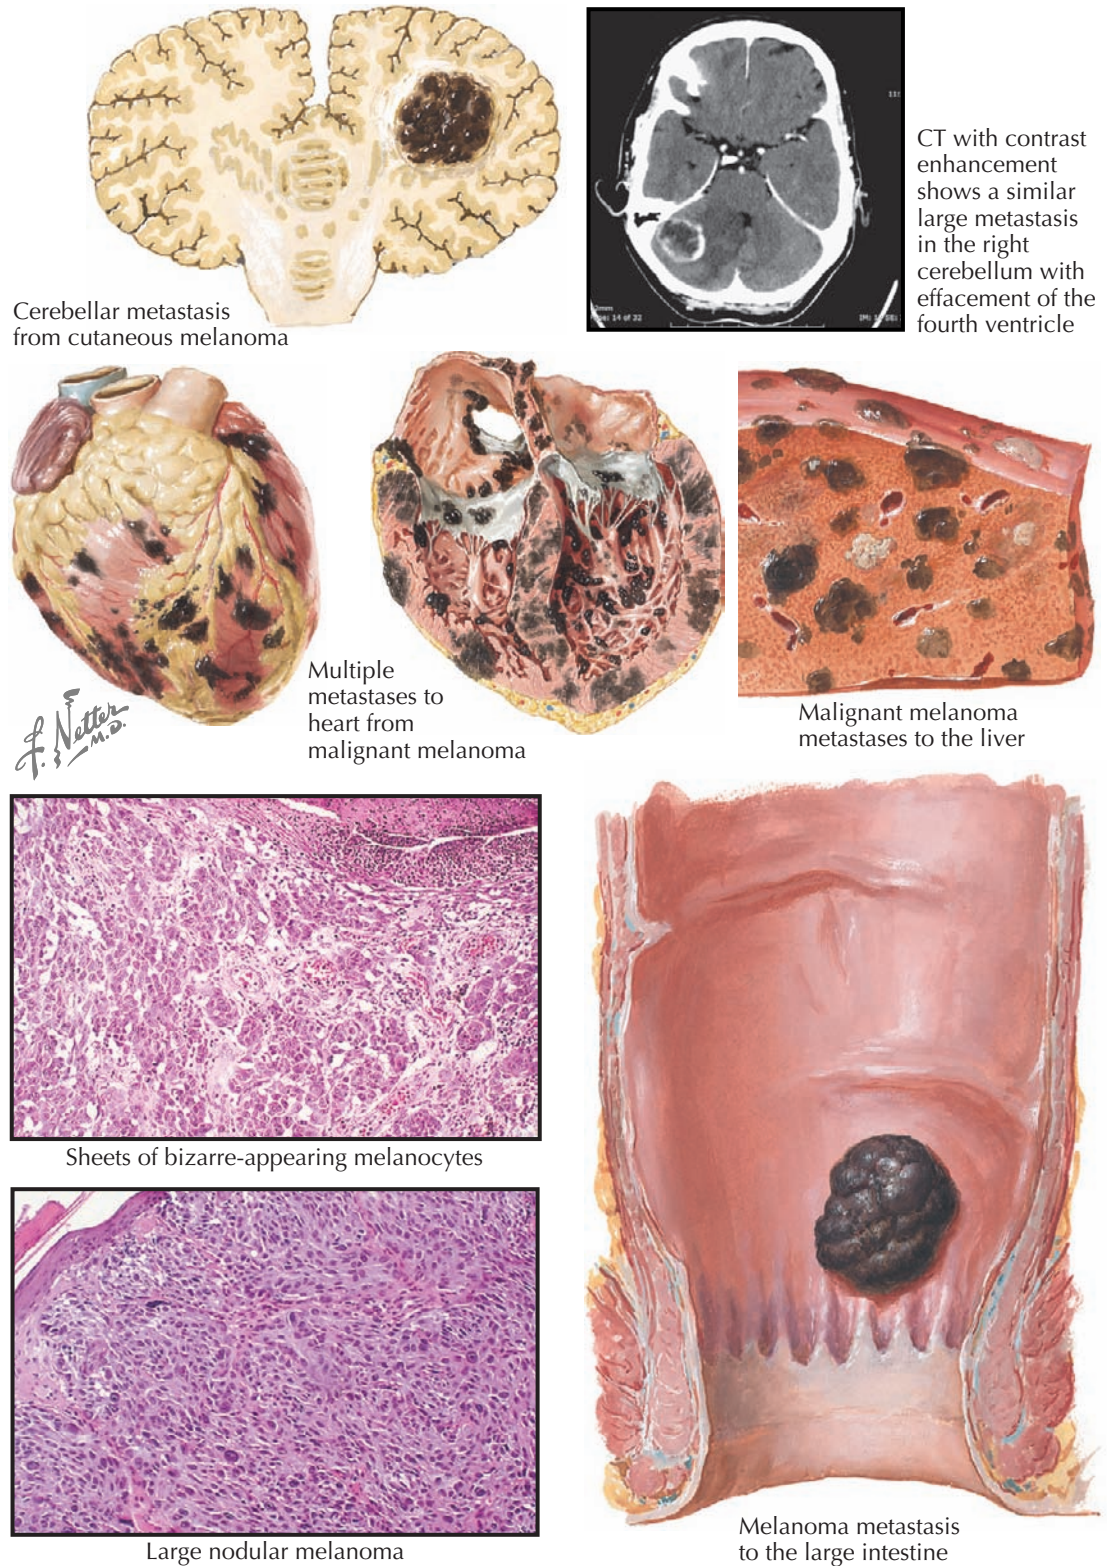 CT with contrast
enhancement
shows a similar
large metastasis
in the right
cerebellum with
effacement of the
fourth ventricle
Cerebellar metastasis
from cutaneous melanoma
Multiple
metastases to
heart from
malignant melanoma
F. Netter
M.D.
Malignant melanoma
metastases to the liver
Sheets of bizarre-appearing melanocytes
Large nodular melanoma
Melanoma metastasis
to the large intestine